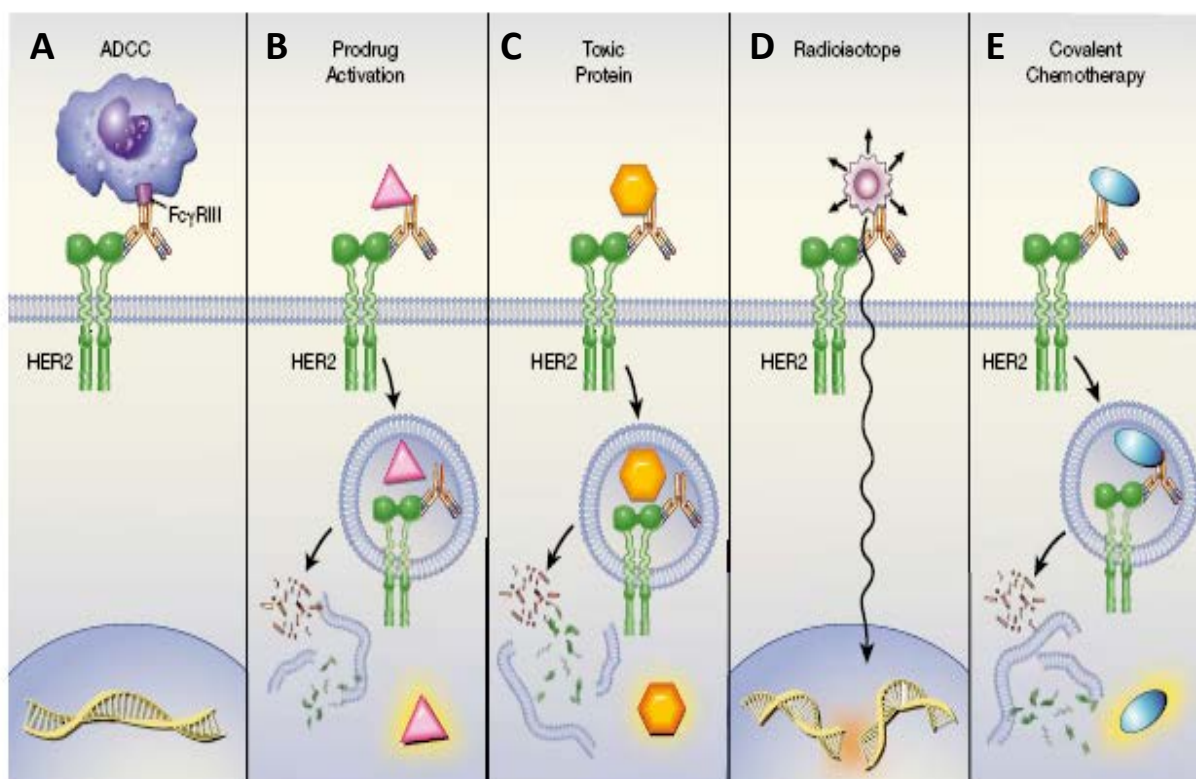 A
ADCC
FcγRIII
HER2
B
Prodrug
Activation
HER2
C
Toxic
Protein
HER2
D
Radioisotope
HER2
E
Covalent
Chemotherapy
HER2